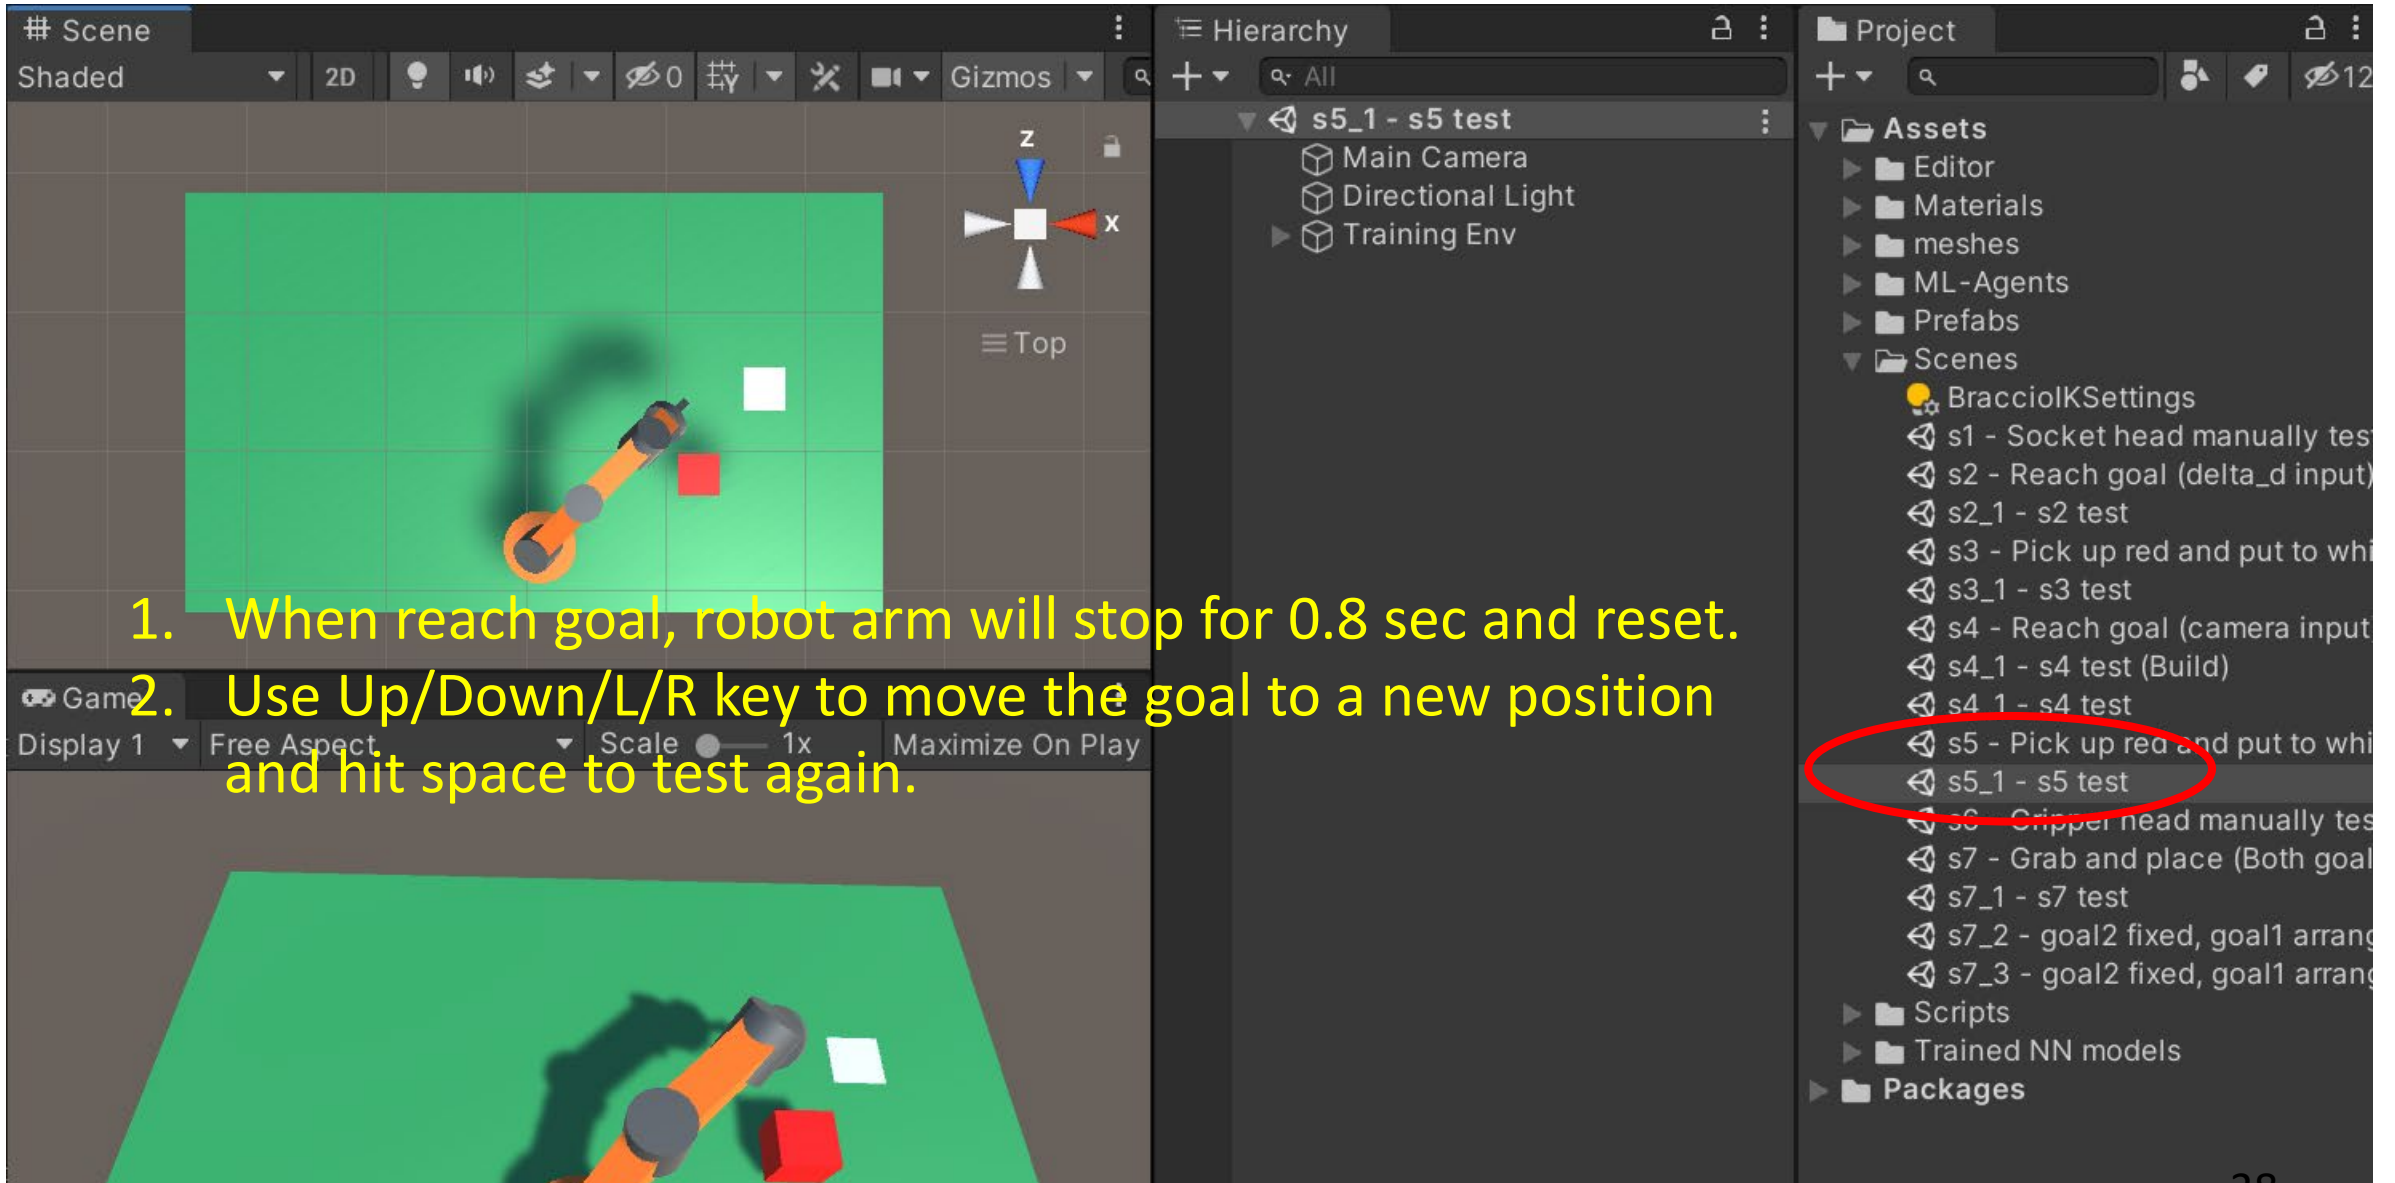 Scene
Shaded
2D
0
Gizmos
z
x
Top
1. When reach goal, robot arm will stop for 0.8 sec and reset.
2. Use Up/Down/L/R key to move the goal to a new position
and hit space to test again.
Game
Display 1
Free Aspect
Scale
1x
Maximize On Play
Hierarchy
All
s5_1 - s5 test
Main Camera
Directional Light
Training Env
Project
12
Assets
Editor
Materials
meshes
ML-Agents
Prefabs
Scenes
BraccioIKSettings
s1 - Socket head manually tes
s2 - Reach goal (delta_d input)
s2_1 - s2 test
s3 - Pick up red and put to whi
s3_1 - s3 test
s4 - Reach goal (camera input
s4_1 - s4 test (Build)
s4_1 - s4 test
s5 - Pick up red and put to whi
s5_1 - s5 test
s6 - Gripper head manually tes
s7 - Grab and place (Both goal
s7_1 - s7 test
s7_2 - goal2 fixed, goal1 arrang
s7_3 - goal2 fixed, goal1 arrang
Scripts
Trained NN models
Packages